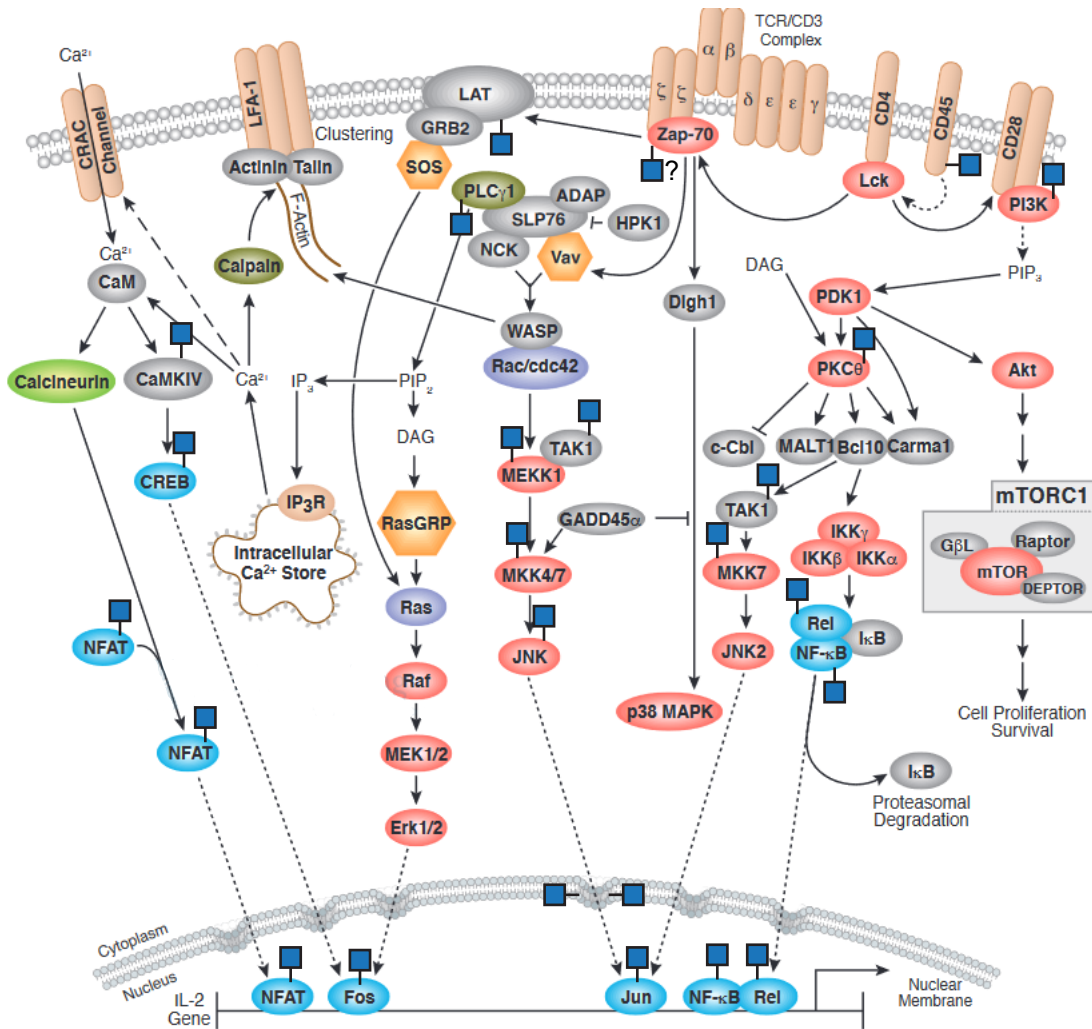 TCR/CD3
Complex
Ca²⁺
CRAC
Channel
LFA-1
Clustering
Actinin
Talin
F-Actin
LAT
GRB2
SOS
α
β
ζ
ζ
δ
ε
ε
γ
Zap-70
?
CD4
CD45
CD28
Lck
PI3K
PLCγ1
ADAP
SLP76
HPK1
NCK
Vav
Ca²⁺
CaM
Calpain
Dlgh1
DAG
PIP₃
PDK1
WASP
Rac/cdc42
Calcineurin
CaMKIV
Ca²⁺
IP₃
PIP₂
PKCθ
Akt
DAG
TAK1
MEKK1
c-Cbl
MALT1
Bcl10
Carma1
CREB
IP₃R
RasGRP
GADD45α
TAK1
mTORC1
Intracellular
Ca²⁺ Store
IKKγ
IKKβ
IKKα
GβL
Raptor
mTOR
DEPTOR
MKK4/7
MKK7
Ras
Rel
NF-κB
IκB
NFAT
JNK
JNK2
Raf
p38 MAPK
Cell Proliferation
Survival
NFAT
MEK1/2
IκB
Proteasomal
Degradation
Erk1/2
Cytoplasm
Nucleus
Nuclear
Membrane
IL-2
Gene
NFAT
Fos
Jun
NF-κB
Rel